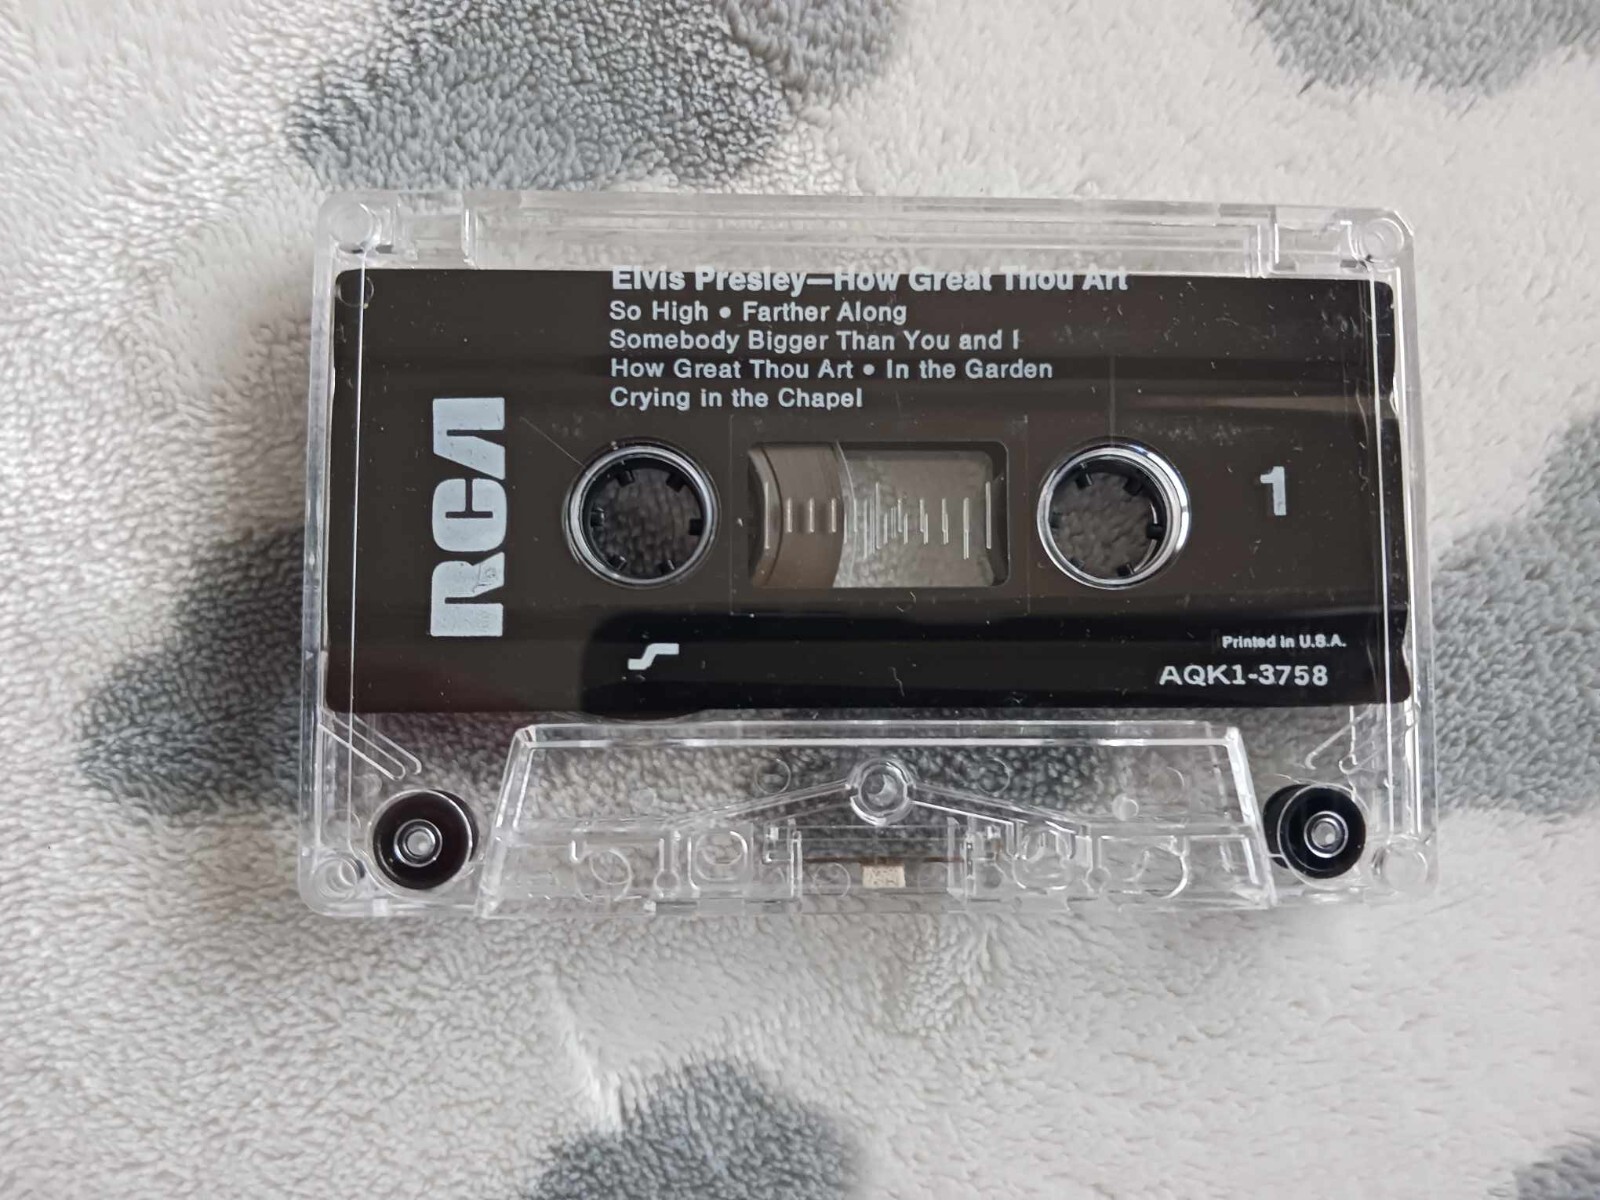 Elvis Presley—How Great Thou Art
So High • Farther Along
Somebody Bigger Than You and I
How Great Thou Art • In the Garden
Crying in the Chapel
RCA
1
Printed in U.S.A.
AQK1-3758